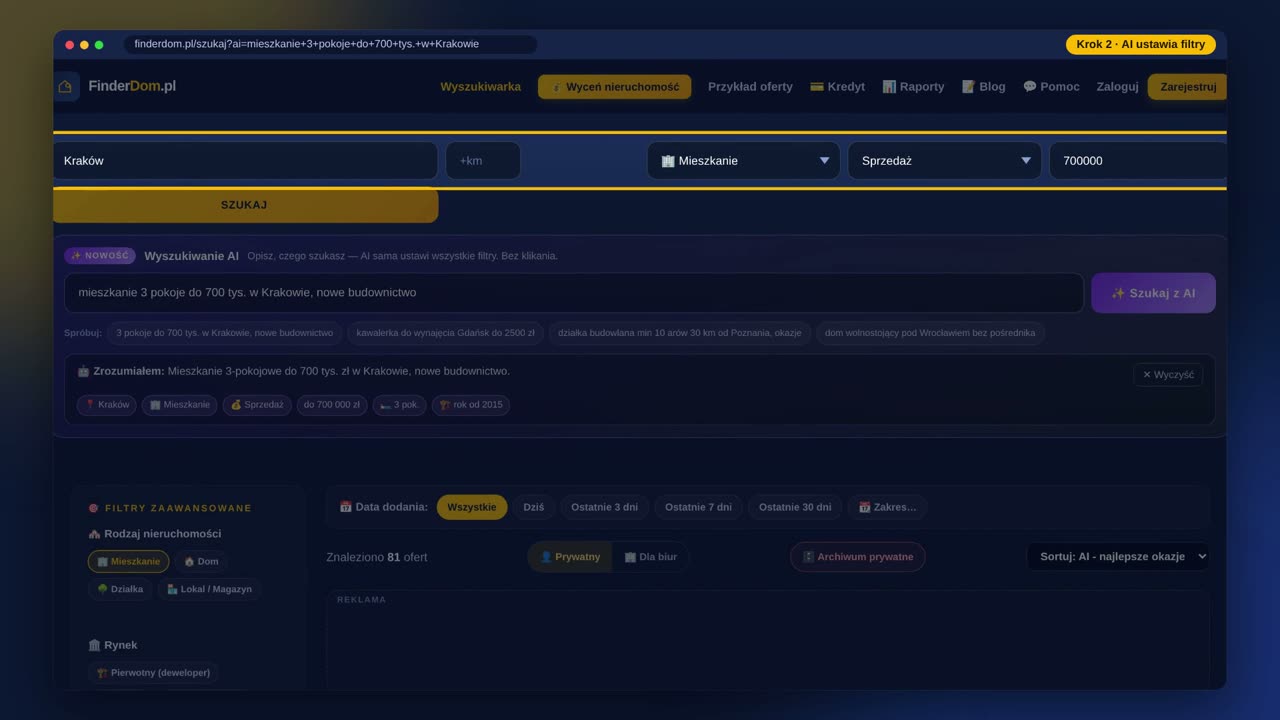 finderdom.pl/szukaj?ai=mieszkanie+3+pokoje+do+700+tys.+w+Krakowie
Krok 2 · AI ustawia filtry
FinderDom.pl
Wyszukiwarka
💰 Wyceń nieruchomość
Przykład oferty
💳 Kredyt
📊 Raporty
📝 Blog
💬 Pomoc
Zaloguj
Zarejestruj
Kraków
+km
🏢 Mieszkanie
Sprzedaż
700000
SZUKAJ
✨ NOWOŚĆ
Wyszukiwanie AI
Opisz, czego szukasz — AI sama ustawi wszystkie filtry. Bez klikania.
mieszkanie 3 pokoje do 700 tys. w Krakowie, nowe budownictwo
✨ Szukaj z AI
Spróbuj:
3 pokoje do 700 tys. w Krakowie, nowe budownictwo
kawalerka do wynajęcia Gdańsk do 2500 zł
działka budowlana min 10 arów 30 km od Poznania, okazje
dom wolnostojący pod Wrocławiem bez pośrednika
🤖 Zrozumiałem: Mieszkanie 3-pokojowe do 700 tys. zł w Krakowie, nowe budownictwo.
✕ Wyczyść
📍 Kraków
🏢 Mieszkanie
💰 Sprzedaż
do 700 000 zł
🛏️ 3 pok.
🏗️ rok od 2015
🎯 FILTRY ZAAWANSOWANE
🏘️ Rodzaj nieruchomości
🏢 Mieszkanie
🏠 Dom
🌳 Działka
🏪 Lokal / Magazyn
🏛️ Rynek
🏗️ Pierwotny (deweloper)
📅 Data dodania:
Wszystkie
Dziś
Ostatnie 3 dni
Ostatnie 7 dni
Ostatnie 30 dni
📆 Zakres…
Znaleziono 81 ofert
👤 Prywatny
🏢 Dla biur
🗄️ Archiwum prywatne
Sortuj: AI - najlepsze okazje
REKLAMA